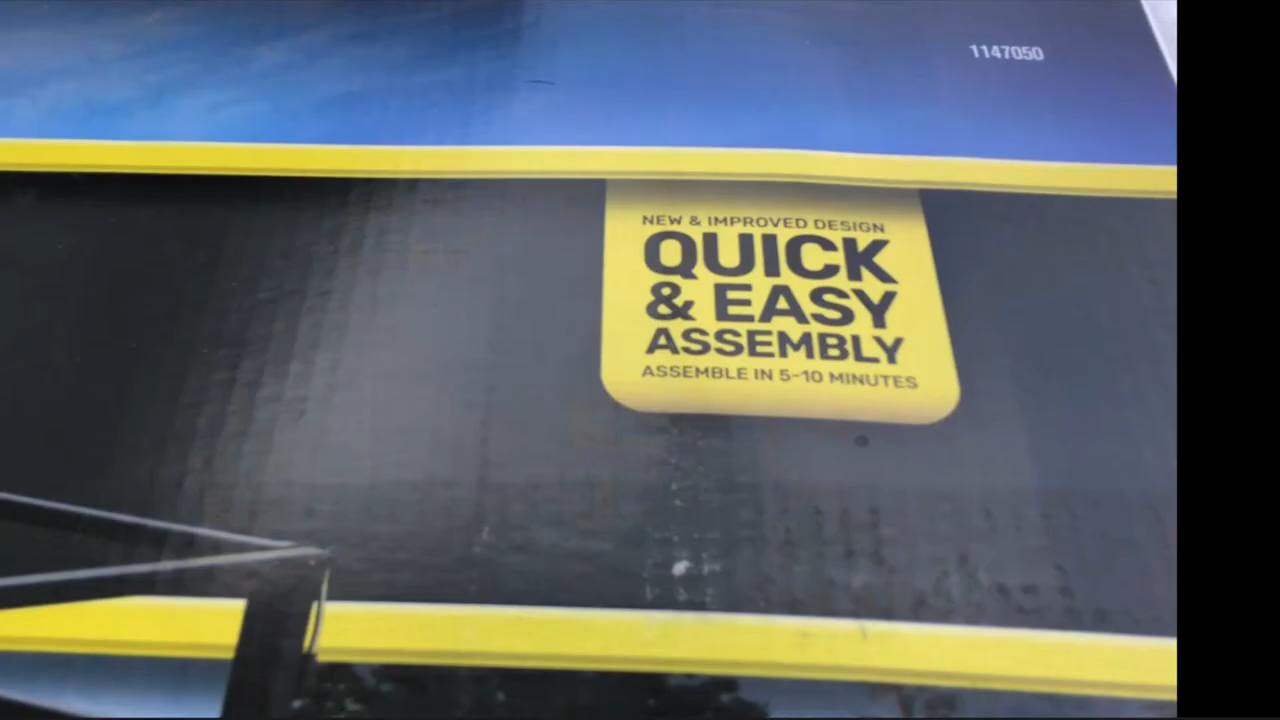 1147050
NEW & IMPROVED DESIGN
QUICK
& EASY
ASSEMBLY
ASSEMBLE IN 5-10 MINUTES